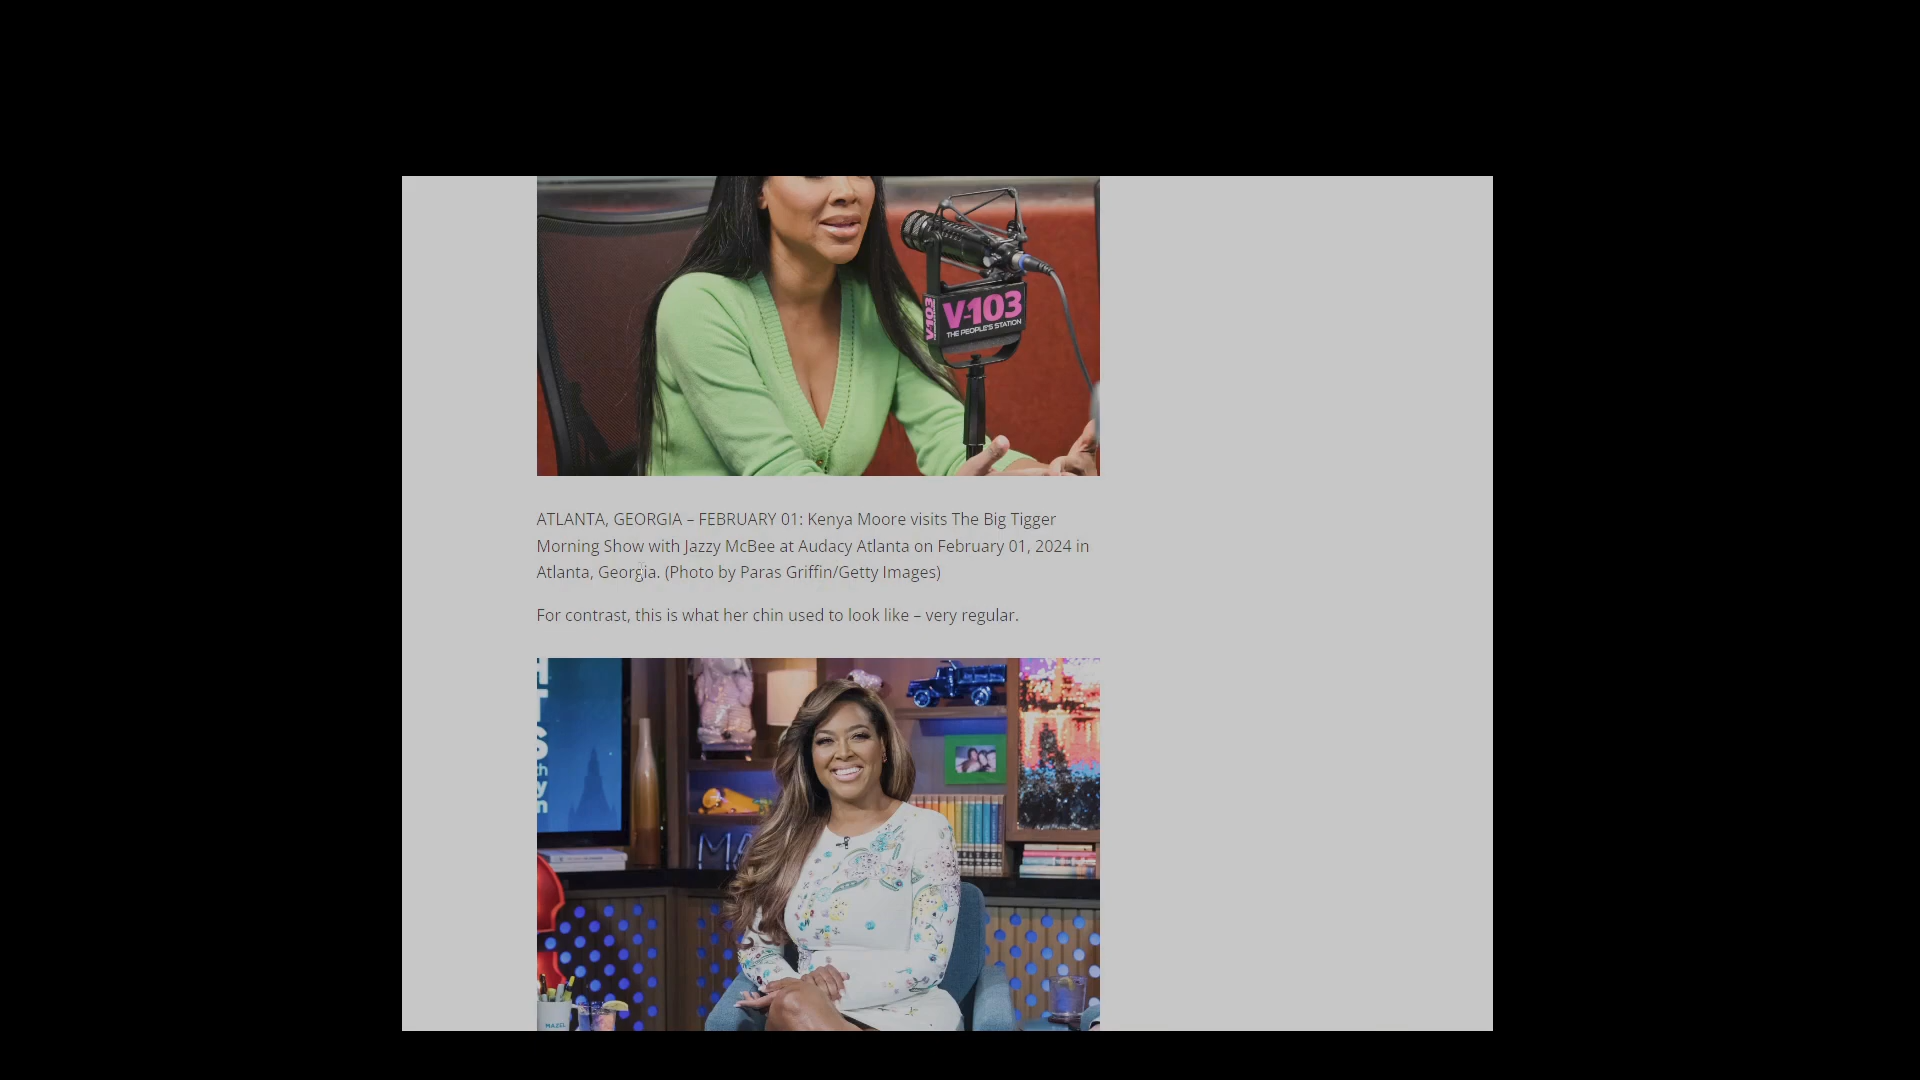 V-103
V-103
THE PEOPLE'S STATION
ATLANTA, GEORGIA – FEBRUARY 01: Kenya Moore visits The Big Tigger
Morning Show with Jazzy McBee at Audacy Atlanta on February 01, 2024 in
Atlanta, Georgia. (Photo by Paras Griffin/Getty Images)
For contrast, this is what her chin used to look like – very regular.
MAZEL